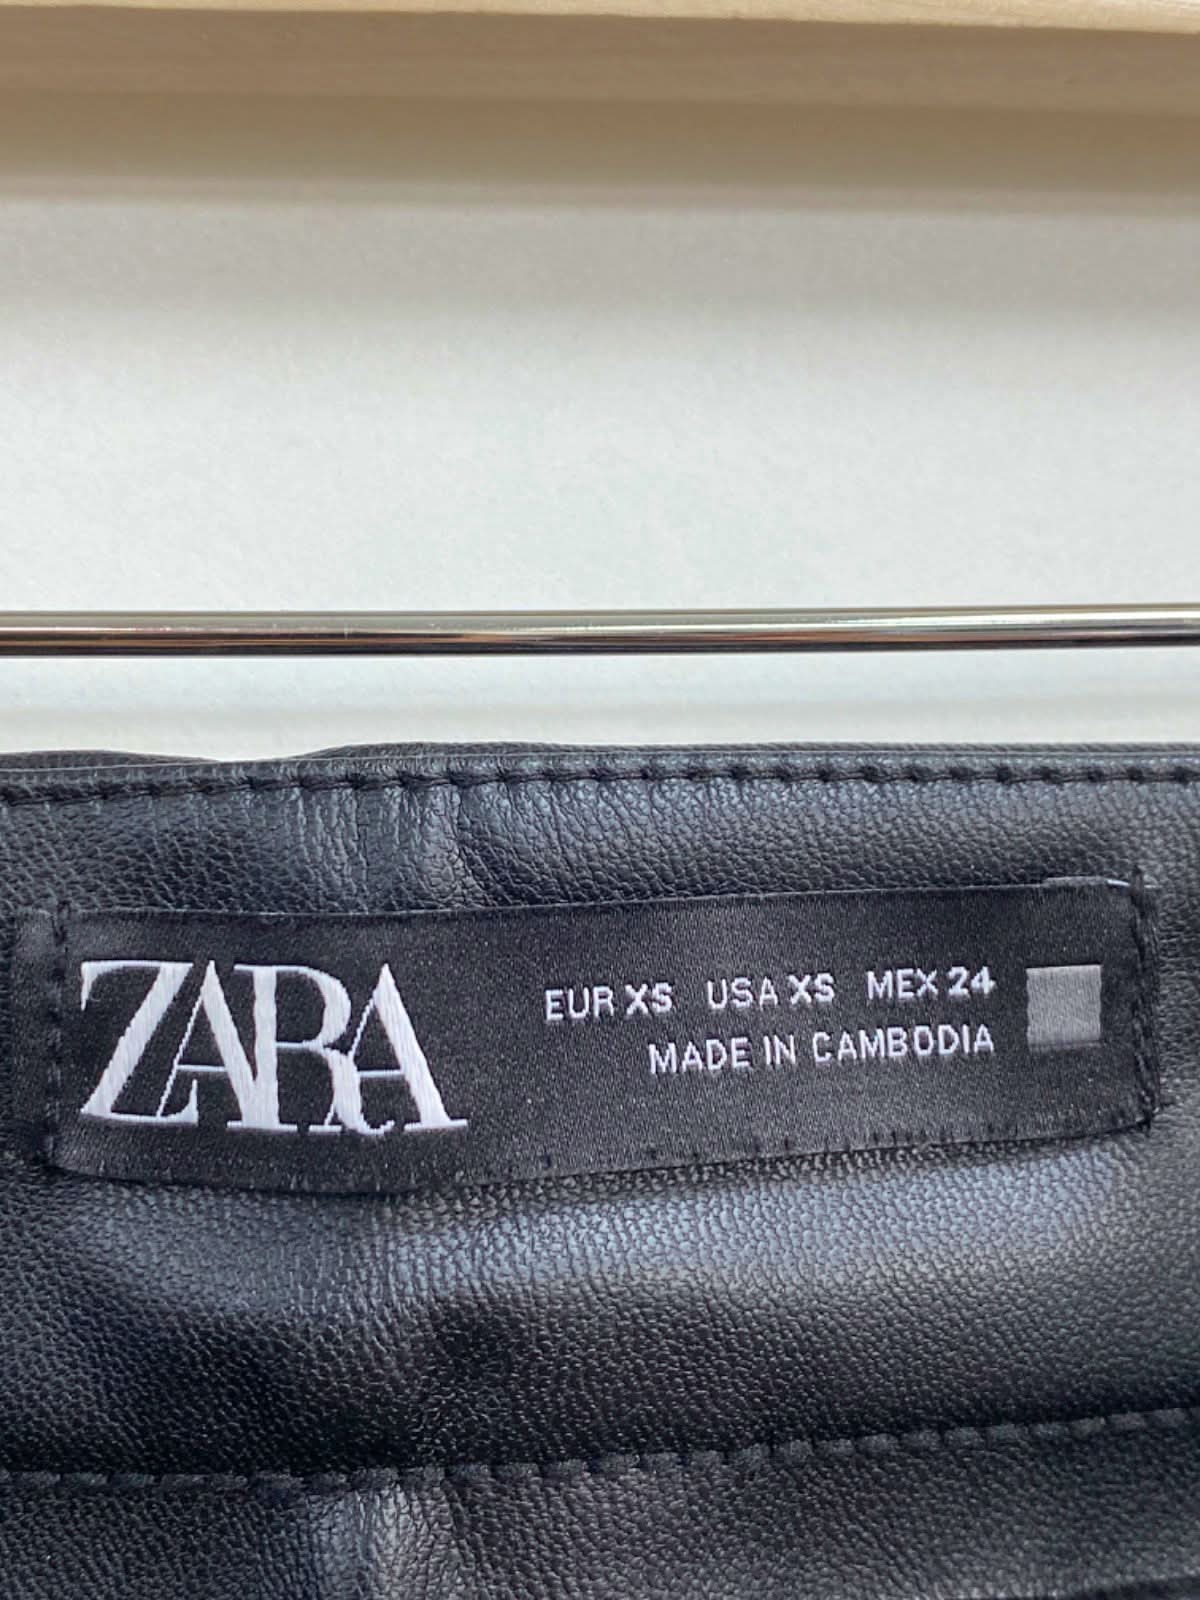 ZARA
EUR XS USA XS MEX 24
MADE IN CAMBODIA